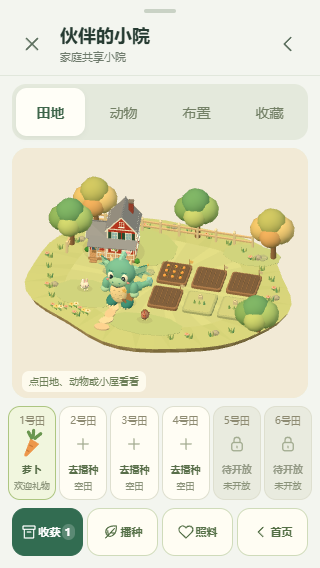 伙伴的小院
家庭共享小院
田地 动物 布置 收藏
点田地、动物或小屋看看
1号田 2号田 3号田 4号田 5号田 6号田
萝卜 去播种 去播种 去播种 待开放 待开放
欢迎礼物 空田 空田 空田 未开放 未开放
收获 1 播种 照料 首页